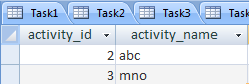 Task1 Task2 Task3 Task4
activity_id activity_name
2 abc
3 mno